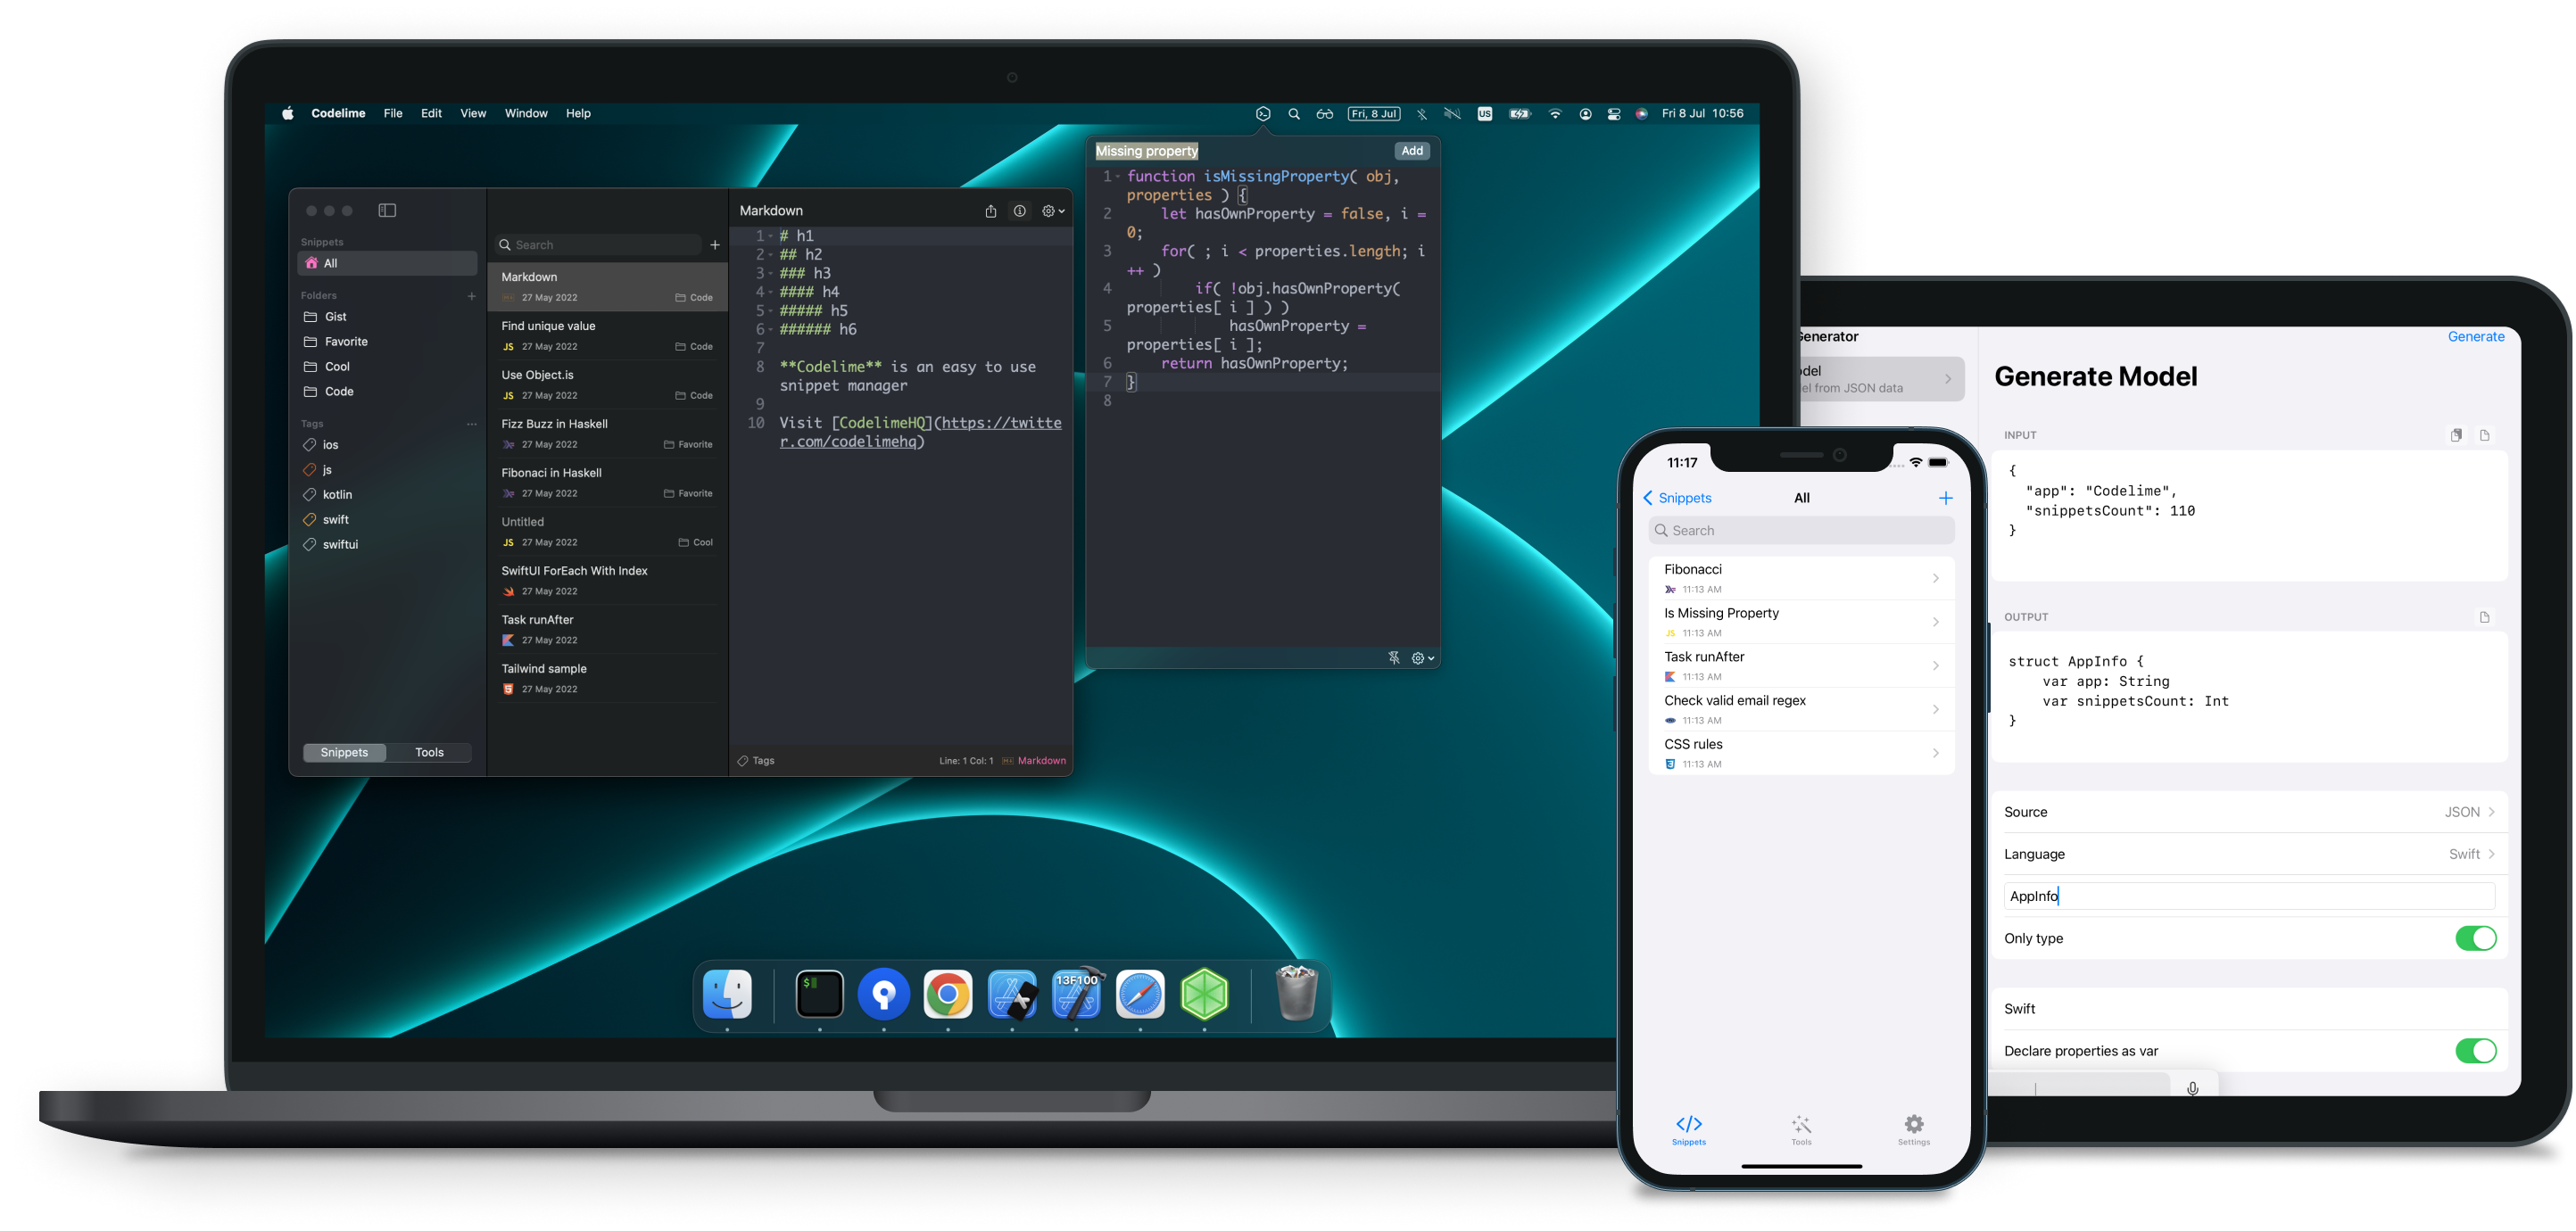 Codelime File Edit View Window Help
Fri, 8 Jul US Fri 8 Jul 10:56
Snippets
All
Folders
Gist
Favorite
Cool
Code
Tags
ios
js
kotlin
swift
swiftui
Snippets Tools
Search
Markdown
27 May 2022 Code
Find unique value
JS 27 May 2022 Code
Use Object.is
JS 27 May 2022 Code
Fizz Buzz in Haskell
27 May 2022 Favorite
Fibonaci in Haskell
27 May 2022 Favorite
Untitled
JS 27 May 2022 Cool
SwiftUI ForEach With Index
27 May 2022
Task runAfter
27 May 2022
Tailwind sample
27 May 2022
Markdown
1 # h1
2 ## h2
3 ### h3
4 #### h4
5 ##### h5
6 ###### h6
7
8 **Codelime** is an easy to use
snippet manager
9
10 Visit [CodelimeHQ](https://twitte
r.com/codelimehq)
Tags Line: 1 Col: 1 Markdown
Missing property Add
1 function isMissingProperty( obj,
properties ) {
2 let hasOwnProperty = false, i =
0;
3 for( ; i < properties.length; i
++ )
4 if( !obj.hasOwnProperty(
properties[ i ] ) )
5 hasOwnProperty =
properties[ i ];
6 return hasOwnProperty;
7 }
8
$
13F100
11:17
Snippets All
Search
Fibonacci
11:13 AM
Is Missing Property
JS 11:13 AM
Task runAfter
11:13 AM
Check valid email regex
11:13 AM
CSS rules
11:13 AM
Snippets Tools Settings
Generator
odel
el from JSON data
Generate
Generate Model
INPUT
{
"app": "Codelime",
"snippetsCount": 110
}
OUTPUT
struct AppInfo {
var app: String
var snippetsCount: Int
}
Source JSON
Language Swift
AppInfo
Only type
Swift
Declare properties as var